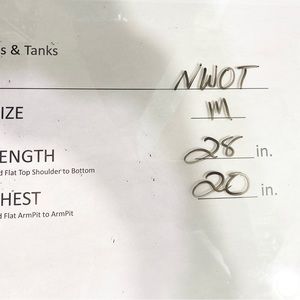 s & Tanks
NWOT
IZE M
ENGTH 28 in.
d Flat Top Shoulder to Bottom
HEST 20 in.
d Flat ArmPit to ArmPit